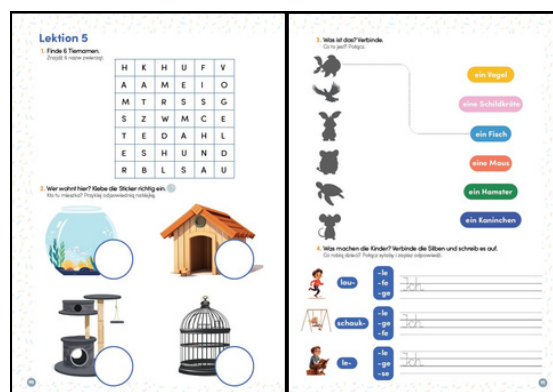 Lektion 5
1. Finde 6 Tiernamen.
Znajdź 6 nazw zwierząt.
H K H U F V
A A M E I O
M T R S S G
S Z W M C E
T E D A H L
E S H U N D
R B L S A U
2. Wer wohnt hier? Klebe die Sticker richtig ein.
Kto tu mieszka? Przyklej odpowiednią naklejkę.
3. Was ist das? Verbinde.
Co to jest? Połącz.
ein Vogel
eine Schildkröte
ein Fisch
eine Maus
ein Hamster
ein Kaninchen
4. Was machen die Kinder? Verbinde die Silben und schreib es auf.
Co robią dzieci? Połącz sylaby i zapisz odpowiedź.
lau-
-le
-fe
-ge
Ich
schauk-
-le
-ge
-fe
Ich
le-
-le
-ge
-se
Ich